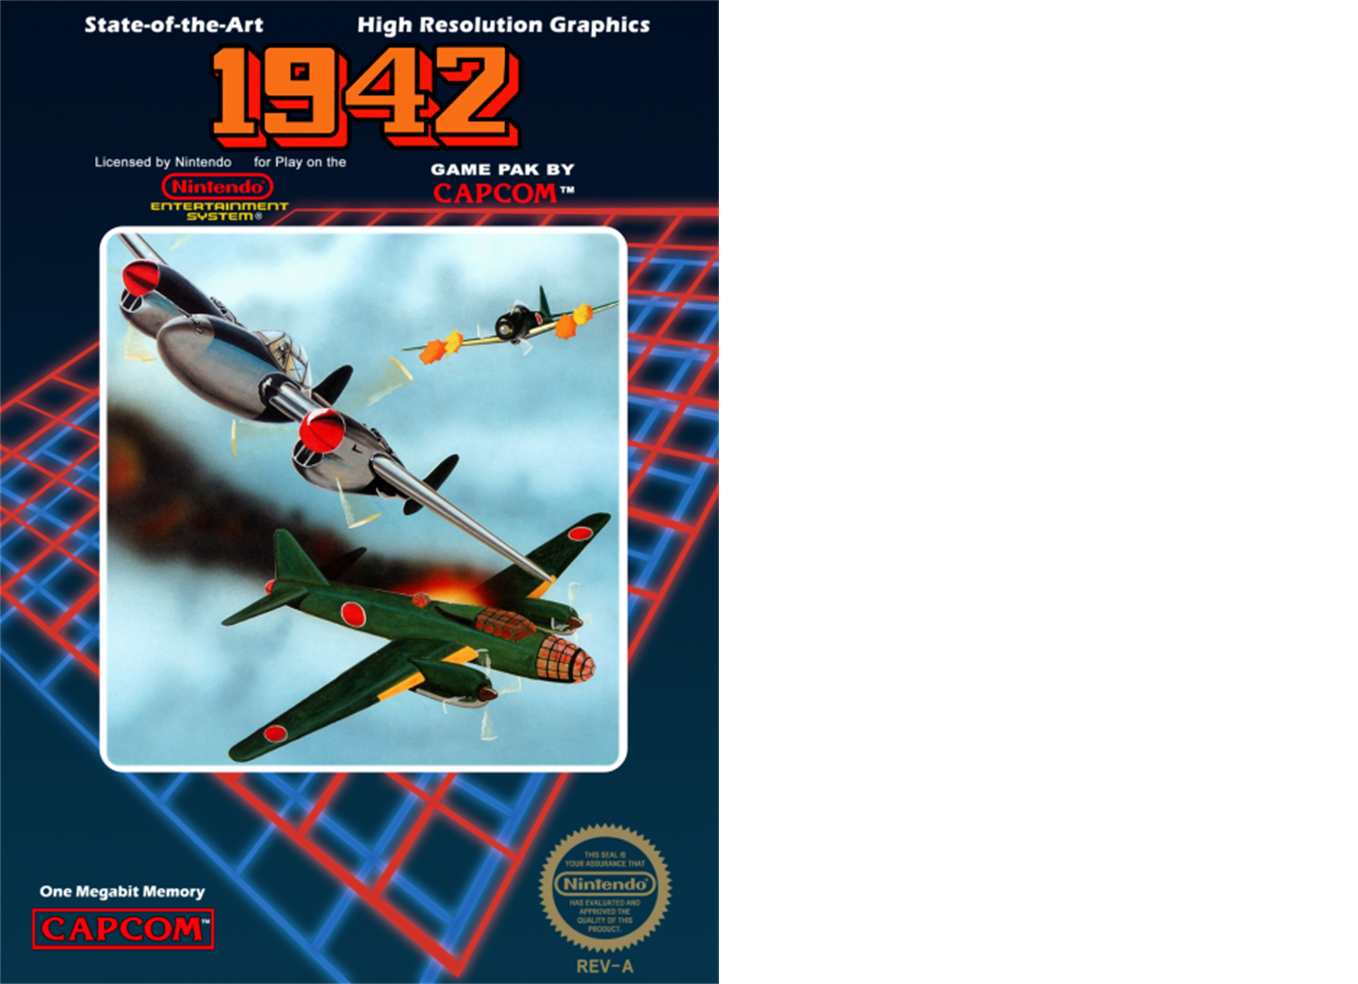 State-of-the-Art High Resolution Graphics
1942
Licensed by Nintendo for Play on the
Nintendo®
ENTERTAINMENT
SYSTEM®
GAME PAK BY
CAPCOM™
One Megabit Memory
CAPCOM™
THIS SEAL IS
YOUR ASSURANCE THAT
Nintendo®
HAS EVALUATED AND
APPROVED THE
QUALITY OF THIS
PRODUCT.
REV-A